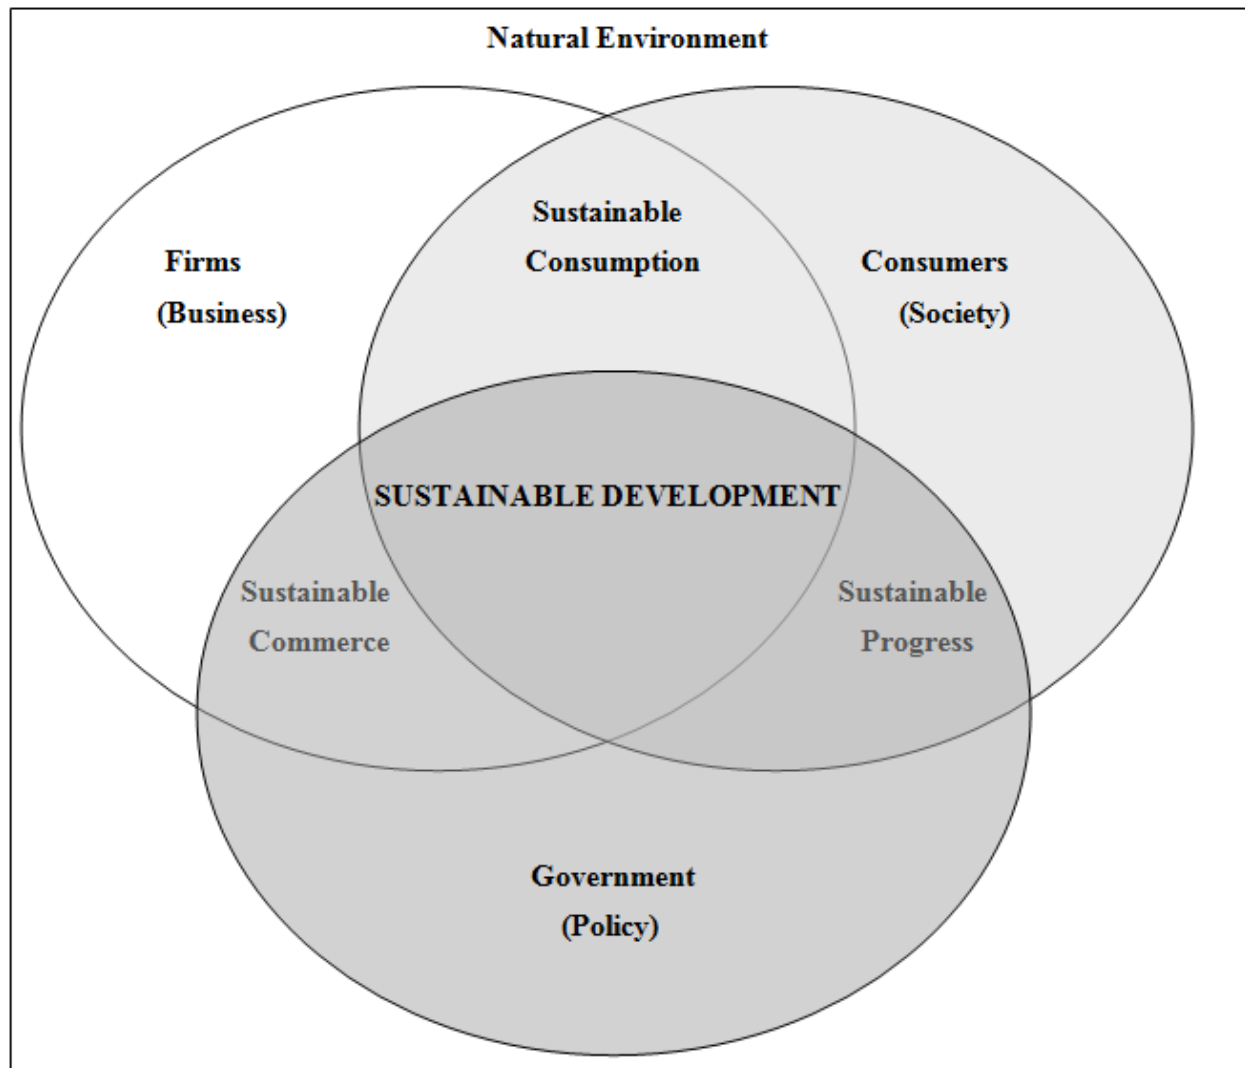 Natural Environment
Sustainable
Consumption
Firms
(Business)
Consumers
(Society)
SUSTAINABLE DEVELOPMENT
Sustainable
Commerce
Sustainable
Progress
Government
(Policy)